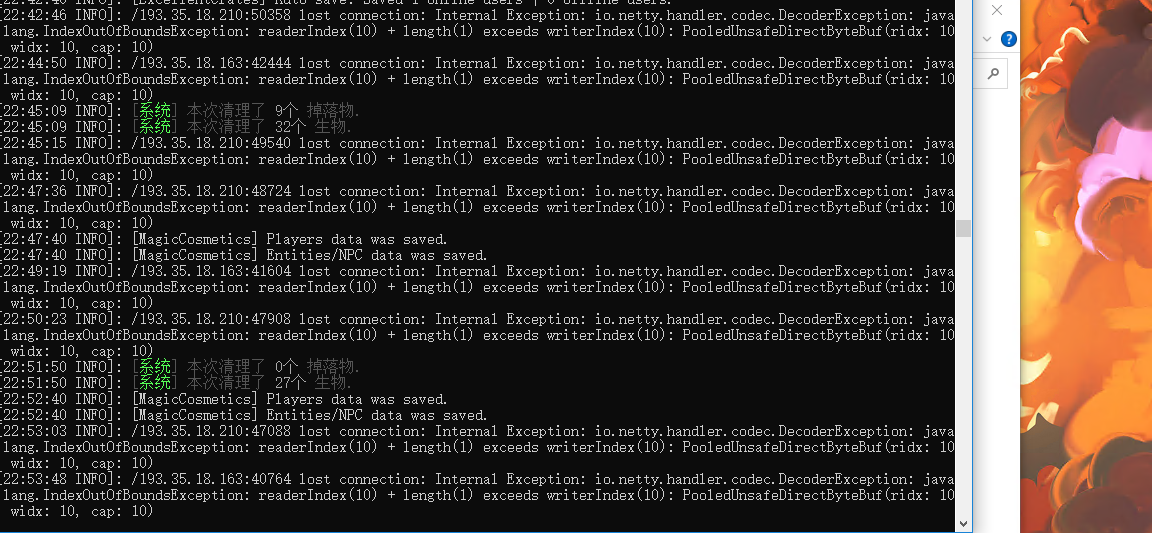 [22:42:40 INFO]: [ExcellentCrates] Auto-save: Saved 1 online users | 0 offline users.
[22:42:46 INFO]: /193.35.18.210:50358 lost connection: Internal Exception: io.netty.handler.codec.DecoderException: java
lang.IndexOutOfBoundsException: readerIndex(10) + length(1) exceeds writerIndex(10): PooledUnsafeDirectByteBuf(ridx: 10
widx: 10, cap: 10)
[22:44:50 INFO]: /193.35.18.163:42444 lost connection: Internal Exception: io.netty.handler.codec.DecoderException: java
lang.IndexOutOfBoundsException: readerIndex(10) + length(1) exceeds writerIndex(10): PooledUnsafeDirectByteBuf(ridx: 10
widx: 10, cap: 10)
[22:45:09 INFO]: [系统] 本次清理了 9个 掉落物.
[22:45:09 INFO]: [系统] 本次清理了 32个 生物.
[22:45:15 INFO]: /193.35.18.210:49540 lost connection: Internal Exception: io.netty.handler.codec.DecoderException: java
lang.IndexOutOfBoundsException: readerIndex(10) + length(1) exceeds writerIndex(10): PooledUnsafeDirectByteBuf(ridx: 10
widx: 10, cap: 10)
[22:47:36 INFO]: /193.35.18.210:48724 lost connection: Internal Exception: io.netty.handler.codec.DecoderException: java
lang.IndexOutOfBoundsException: readerIndex(10) + length(1) exceeds writerIndex(10): PooledUnsafeDirectByteBuf(ridx: 10
widx: 10, cap: 10)
[22:47:40 INFO]: [MagicCosmetics] Players data was saved.
[22:47:40 INFO]: [MagicCosmetics] Entities/NPC data was saved.
[22:49:19 INFO]: /193.35.18.163:41604 lost connection: Internal Exception: io.netty.handler.codec.DecoderException: java
lang.IndexOutOfBoundsException: readerIndex(10) + length(1) exceeds writerIndex(10): PooledUnsafeDirectByteBuf(ridx: 10
widx: 10, cap: 10)
[22:50:23 INFO]: /193.35.18.210:47908 lost connection: Internal Exception: io.netty.handler.codec.DecoderException: java
lang.IndexOutOfBoundsException: readerIndex(10) + length(1) exceeds writerIndex(10): PooledUnsafeDirectByteBuf(ridx: 10
widx: 10, cap: 10)
[22:51:50 INFO]: [系统] 本次清理了 0个 掉落物.
[22:51:50 INFO]: [系统] 本次清理了 27个 生物.
[22:52:40 INFO]: [MagicCosmetics] Players data was saved.
[22:52:40 INFO]: [MagicCosmetics] Entities/NPC data was saved.
[22:53:03 INFO]: /193.35.18.210:47088 lost connection: Internal Exception: io.netty.handler.codec.DecoderException: java
lang.IndexOutOfBoundsException: readerIndex(10) + length(1) exceeds writerIndex(10): PooledUnsafeDirectByteBuf(ridx: 10
widx: 10, cap: 10)
[22:53:48 INFO]: /193.35.18.163:40764 lost connection: Internal Exception: io.netty.handler.codec.DecoderException: java
lang.IndexOutOfBoundsException: readerIndex(10) + length(1) exceeds writerIndex(10): PooledUnsafeDirectByteBuf(ridx: 10
widx: 10, cap: 10)